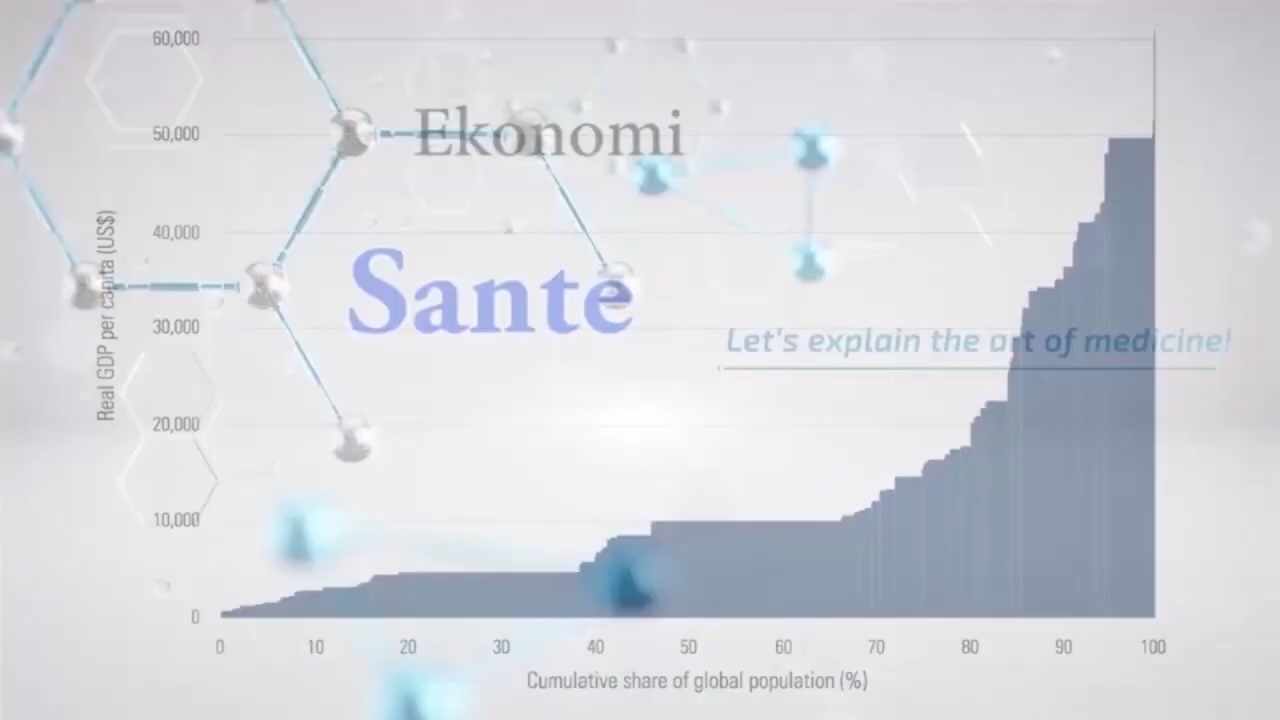 60,000
Ekonomi
50,000
40,000
Real GDP per capita (US$)
Sante
30,000
Let's explain the art of medicine!
20,000
10,000
0
0 10 20 30 40 50 60 70 80 90 100
Cumulative share of global population (%)